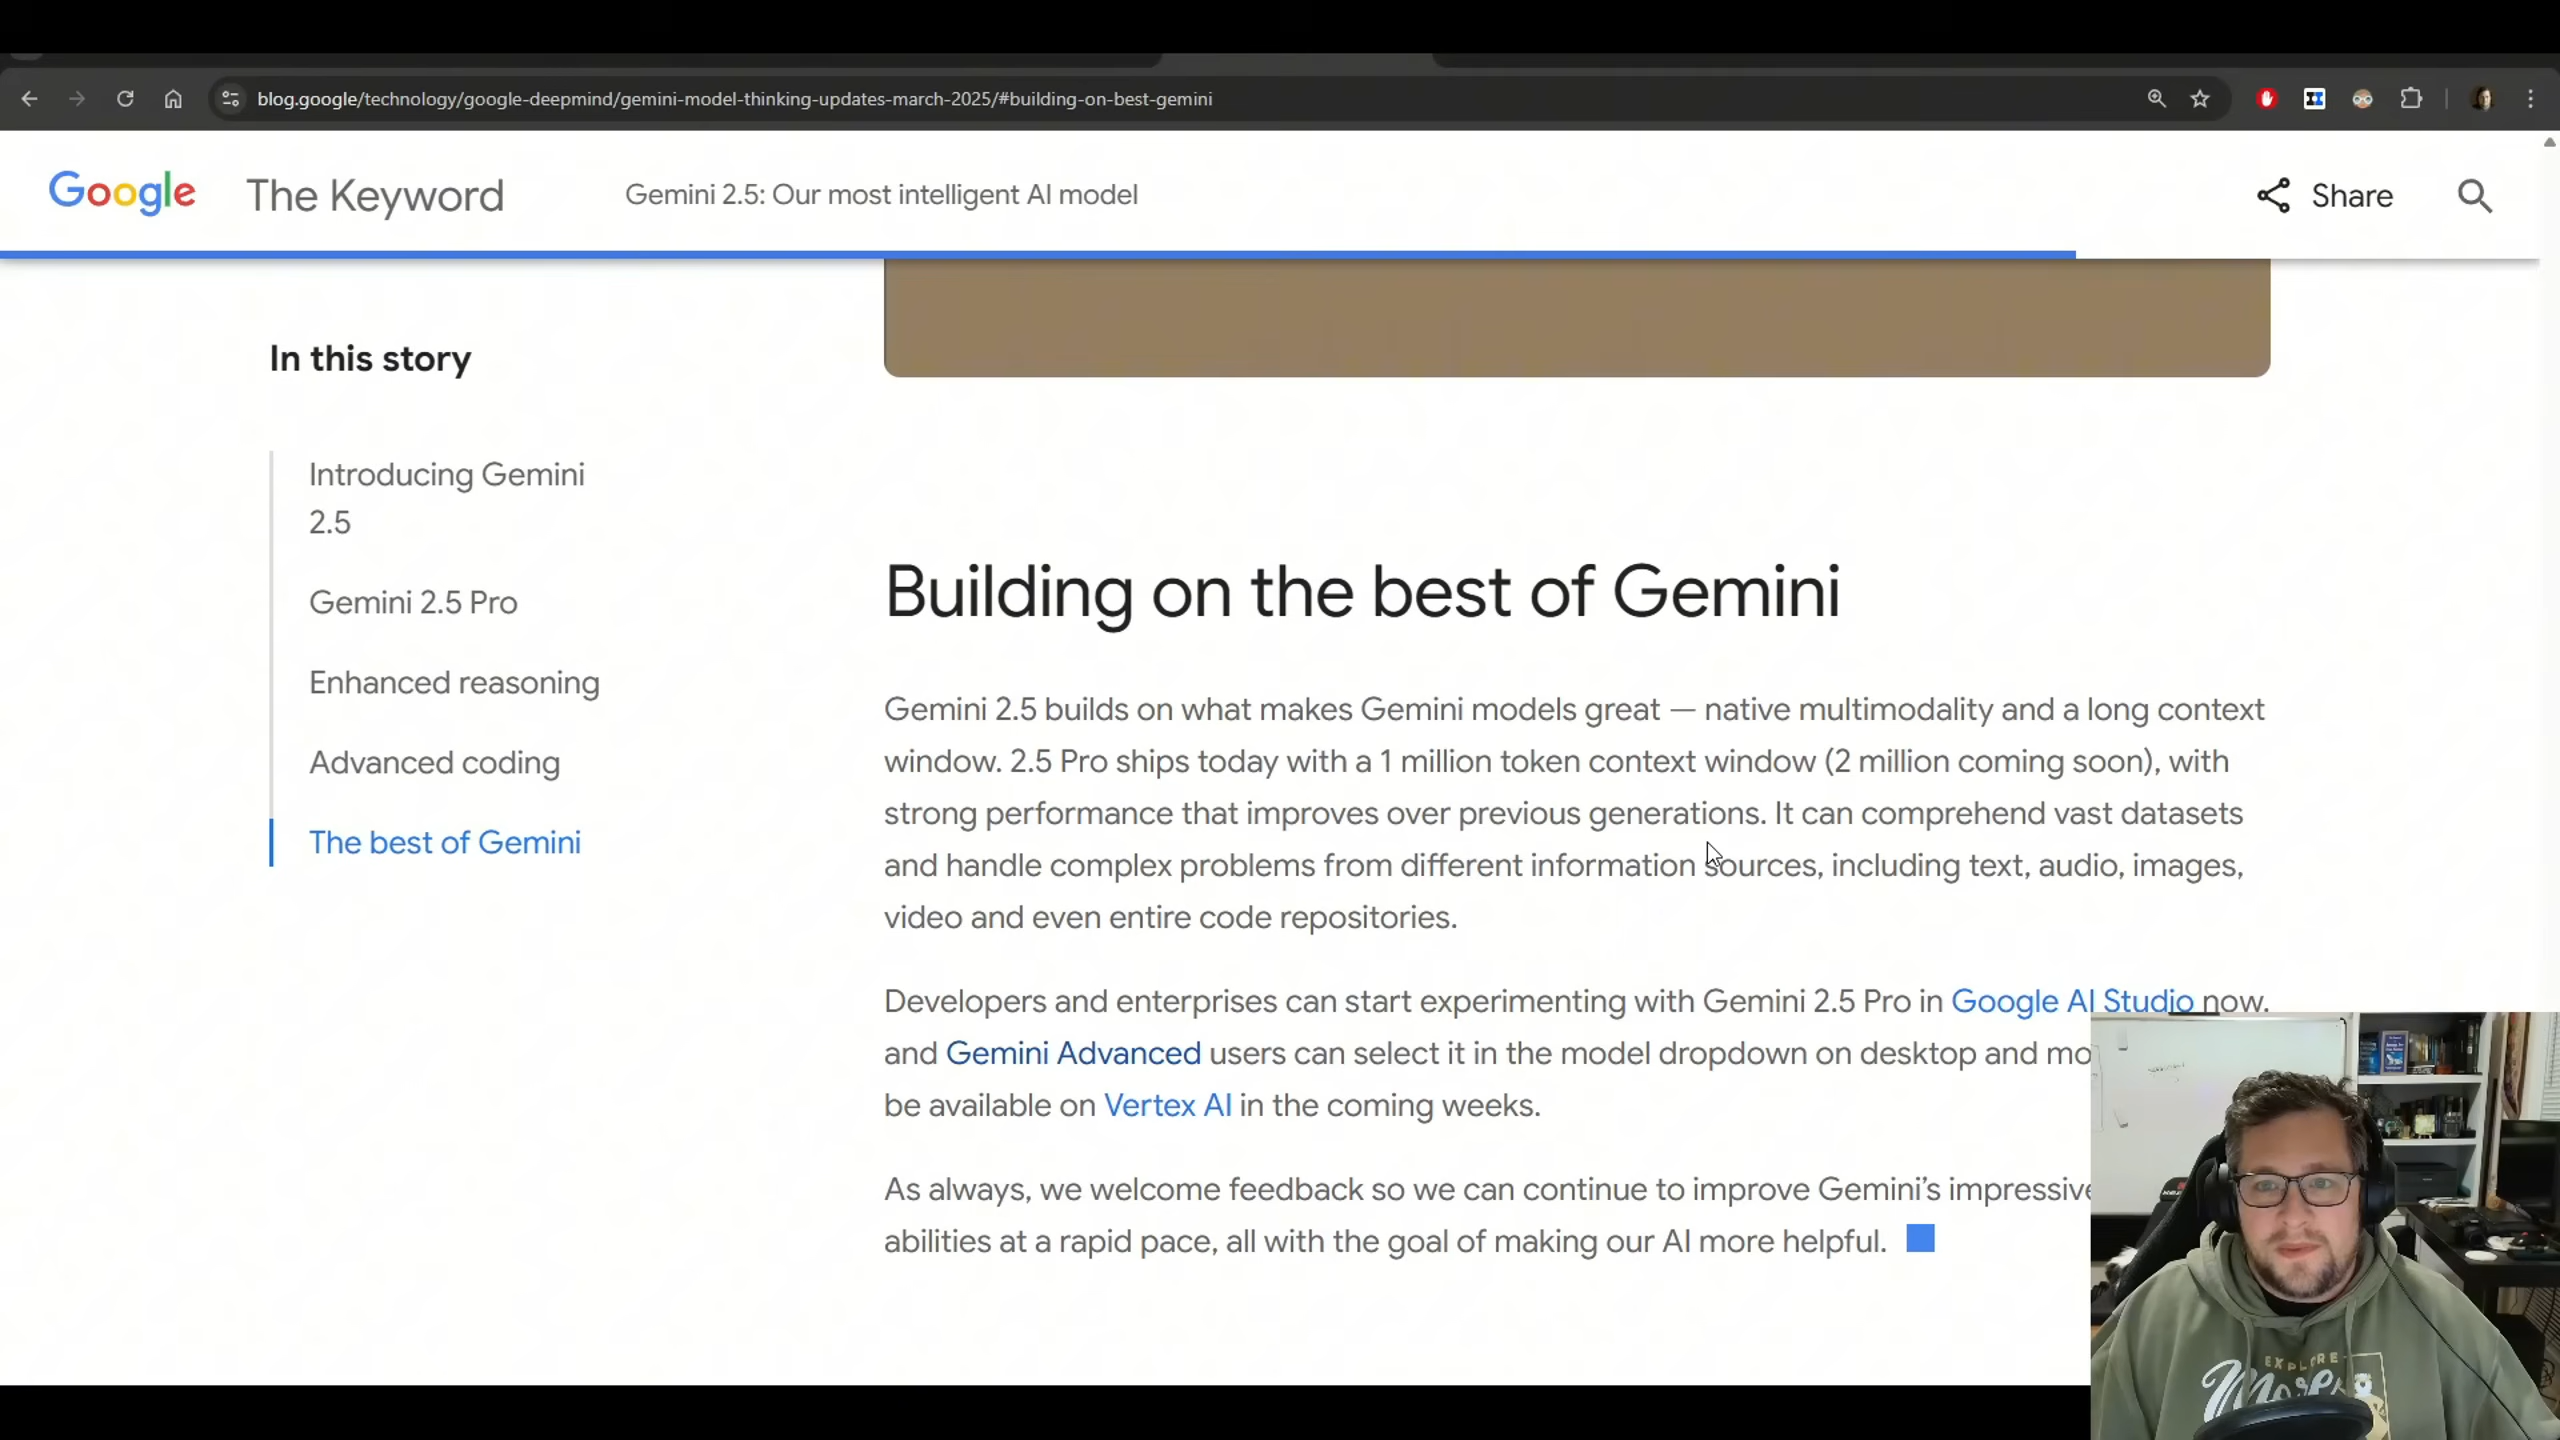 blog.google/technology/google-deepmind/gemini-model-thinking-updates-march-2025/#building-on-best-gemini
Google The Keyword Gemini 2.5: Our most intelligent AI model Share
In this story
Introducing Gemini
2.5
Gemini 2.5 Pro
Enhanced reasoning
Advanced coding
The best of Gemini
Building on the best of Gemini
Gemini 2.5 builds on what makes Gemini models great — native multimodality and a long context
window. 2.5 Pro ships today with a 1 million token context window (2 million coming soon), with
strong performance that improves over previous generations. It can comprehend vast datasets
and handle complex problems from different information sources, including text, audio, images,
video and even entire code repositories.
Developers and enterprises can start experimenting with Gemini 2.5 Pro in Google AI Studio now,
and Gemini Advanced users can select it in the model dropdown on desktop and mo
be available on Vertex AI in the coming weeks.
As always, we welcome feedback so we can continue to improve Gemini's impressive
abilities at a rapid pace, all with the goal of making our AI more helpful.
EXPLORE